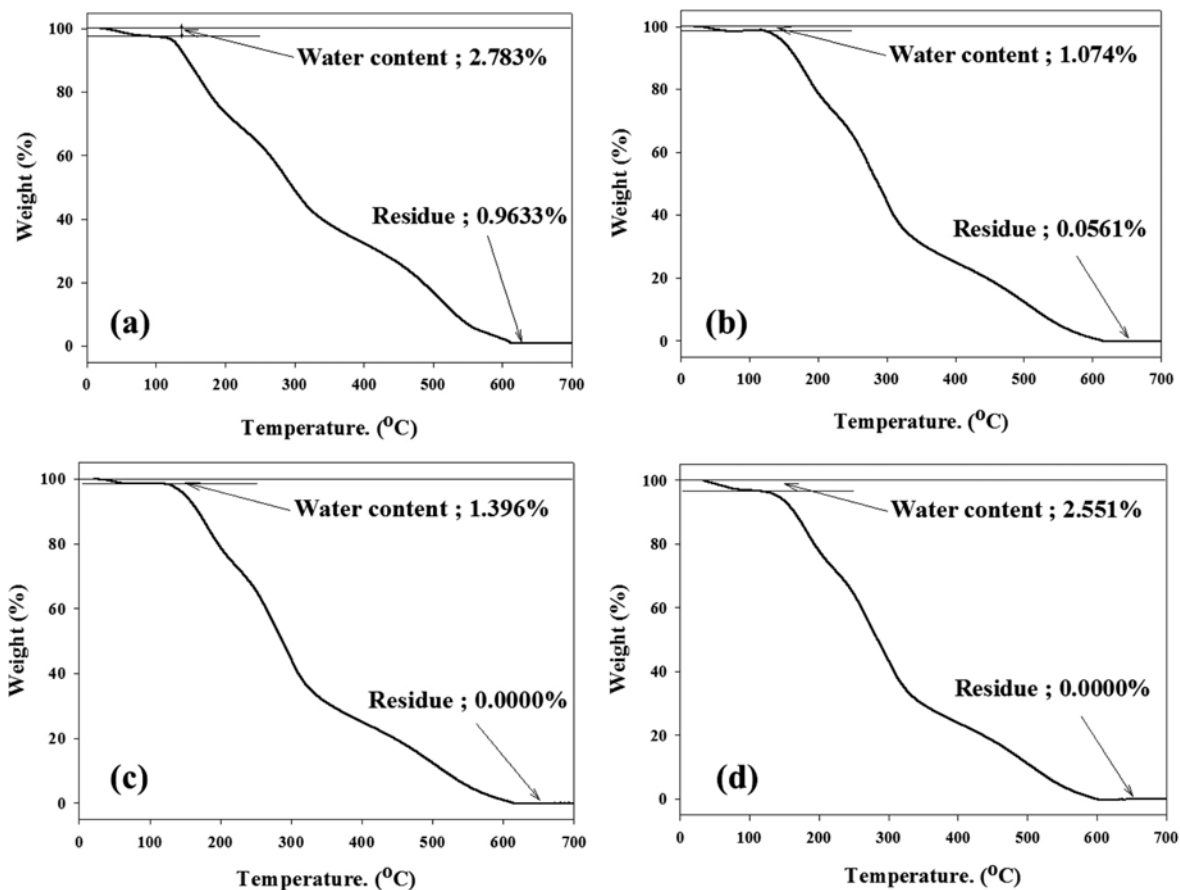 100
80
60
40
20
0
Weight (%)
Water content ; 2.783%
Residue ; 0.9633%
(a)
0 100 200 300 400 500 600 700
Temperature. (⁰C)
100
80
60
40
20
0
Weight (%)
Water content ; 1.074%
Residue ; 0.0561%
(b)
0 100 200 300 400 500 600 700
Temperature. (⁰C)
100
80
60
40
20
0
Weight (%)
Water content ; 1.396%
Residue ; 0.0000%
(c)
0 100 200 300 400 500 600 700
Temperature. (⁰C)
100
80
60
40
20
0
Weight (%)
Water content ; 2.551%
Residue ; 0.0000%
(d)
0 100 200 300 400 500 600 700
Temperature. (⁰C)